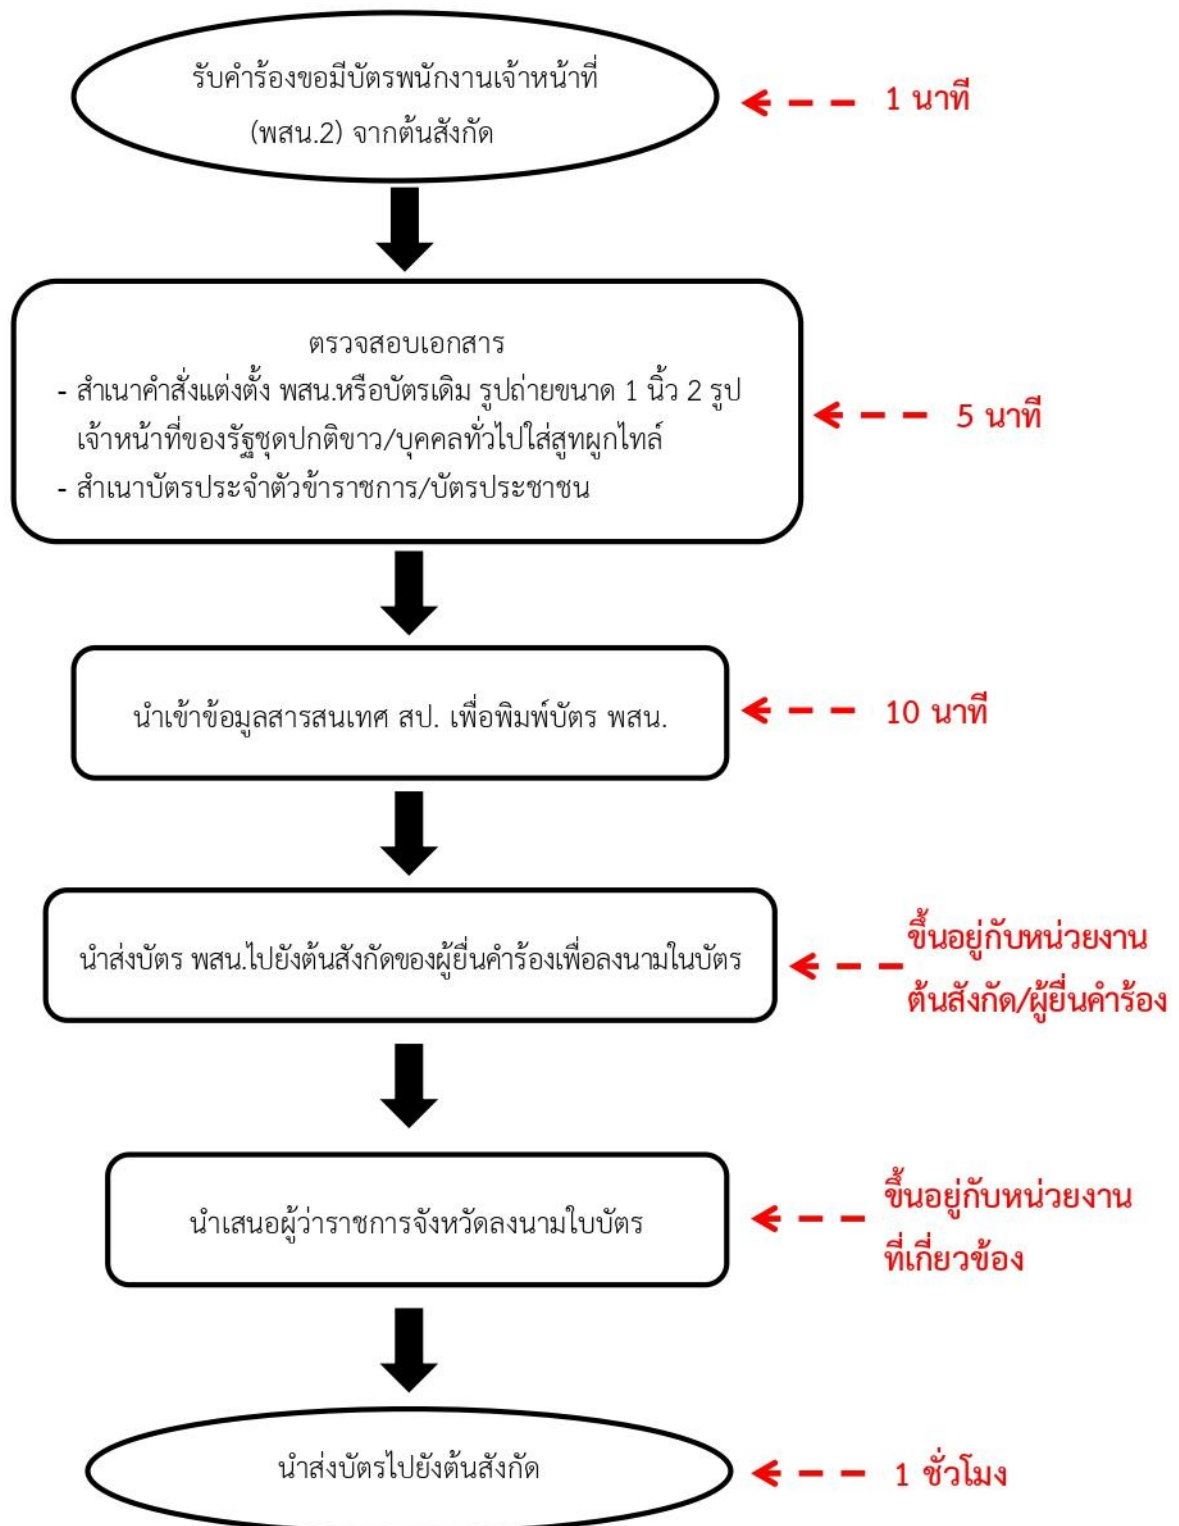 รับคำร้องขอมีบัตรพนักงานเจ้าหน้าที่
(พสน.2) จากต้นสังกัด
1 นาที
ตรวจสอบเอกสาร
- สำเนาคำสั่งแต่งตั้ง พสน.หรือบัตรเดิม รูปถ่ายขนาด 1 นิ้ว 2 รูป
เจ้าหน้าที่ของรัฐชุดปกติขาว/บุคคลทั่วไปใส่สูทผูกไทล์
- สำเนาบัตรประจำตัวข้าราชการ/บัตรประชาชน
5 นาที
นำเข้าข้อมูลสารสนเทศ สป. เพื่อพิมพ์บัตร พสน.
10 นาที
นำส่งบัตร พสน.ไปยังต้นสังกัดของผู้ยื่นคำร้องเพื่อลงนามในบัตร
ขึ้นอยู่กับหน่วยงาน
ต้นสังกัด/ผู้ยื่นคำร้อง
นำเสนอผู้ว่าราชการจังหวัดลงนามใบบัตร
ขึ้นอยู่กับหน่วยงาน
ที่เกี่ยวข้อง
นำส่งบัตรไปยังต้นสังกัด
1 ชั่วโมง